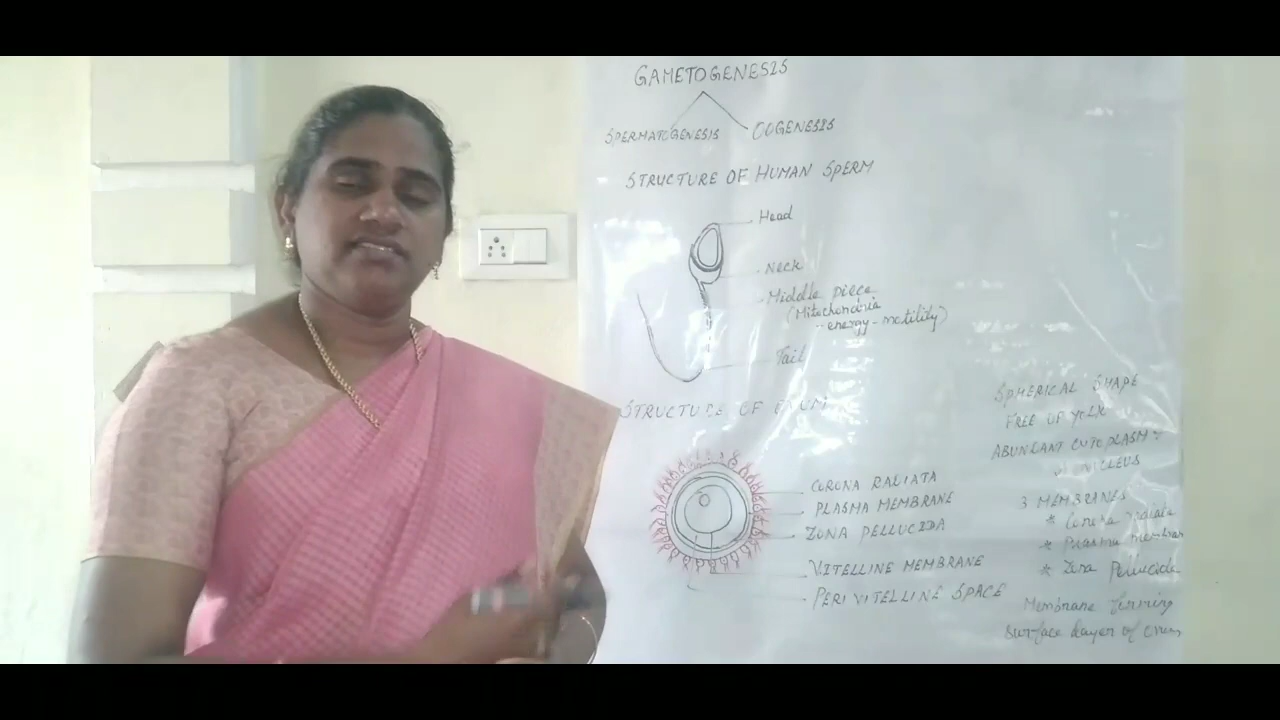 GAMETOGENESIS
SPERMATOGENESIS OOGENESIS
STRUCTURE OF HUMAN SPERM
Head
Neck
Middle piece
(Mitochondria
- energy - motility)
Tail
STRUCTURE OF OVUM
CORONA RADIATA
PLASMA MEMBRANE
ZONA PELLUCIDA
VITELLINE MEMBRANE
PERIVITELLINE SPACE
SPHERICAL SHAPE
FREE OF YOLK
ABUNDANT CYTOPLASM
NUCLEUS
3 MEMBRANES
* Corona radiata
* Plasma membran
* Zona Pellucida
Membrane forming
Surface layer of ovum